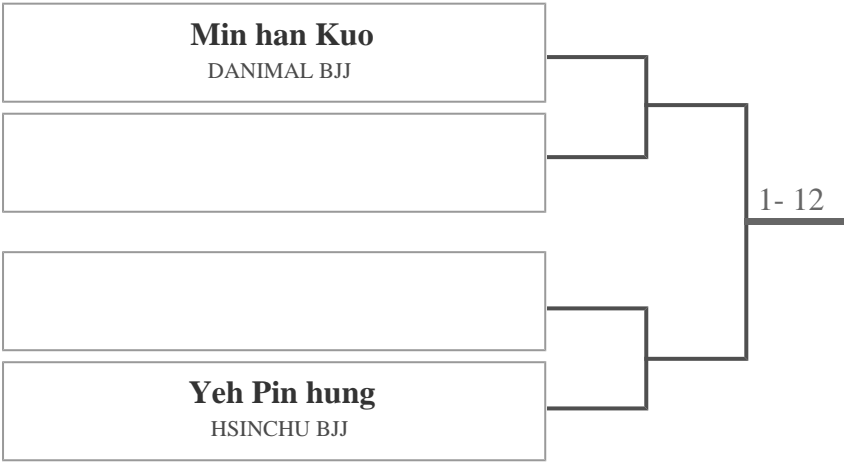 Min han Kuo
DANIMAL BJJ
1- 12
Yeh Pin hung
HSINCHU BJJ